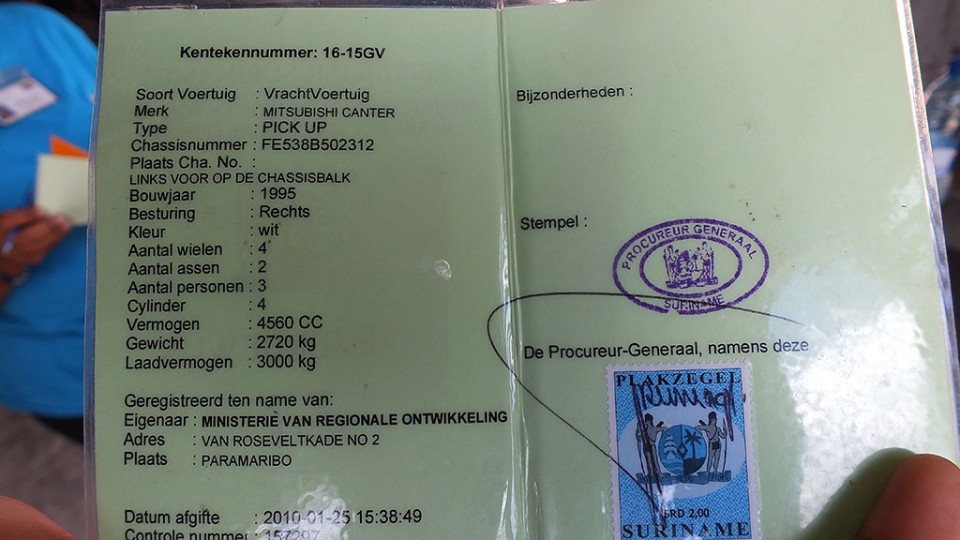 Kentekennummer: 16-15GV
Soort Voertuig : VrachtVoertuig
Merk : MITSUBISHI CANTER
Type : PICK UP
Chassisnummer : FE538B502312
Plaats Cha. No. :
LINKS VOOR OP DE CHASSISBALK
Bouwjaar : 1995
Besturing : Rechts
Kleur : wit
Aantal wielen : 4
Aantal assen : 2
Aantal personen : 3
Cylinder : 4
Vermogen : 4560 CC
Gewicht : 2720 kg
Laadvermogen : 3000 kg
Geregistreerd ten name van:
Eigenaar : MINISTERIE VAN REGIONALE ONTWIKKELING
Adres : VAN ROSEVELTKADE NO 2
Plaats : PARAMARIBO
Datum afgifte : 2010-01-25 15:38:49
Controle nummer : 157297
Bijzonderheden :
Stempel :
PROCUREUR GENERAAL
SURINAME
De Procureur-Generaal, namens deze
PLAKZEGEL
SRD 2,00
SURINAME